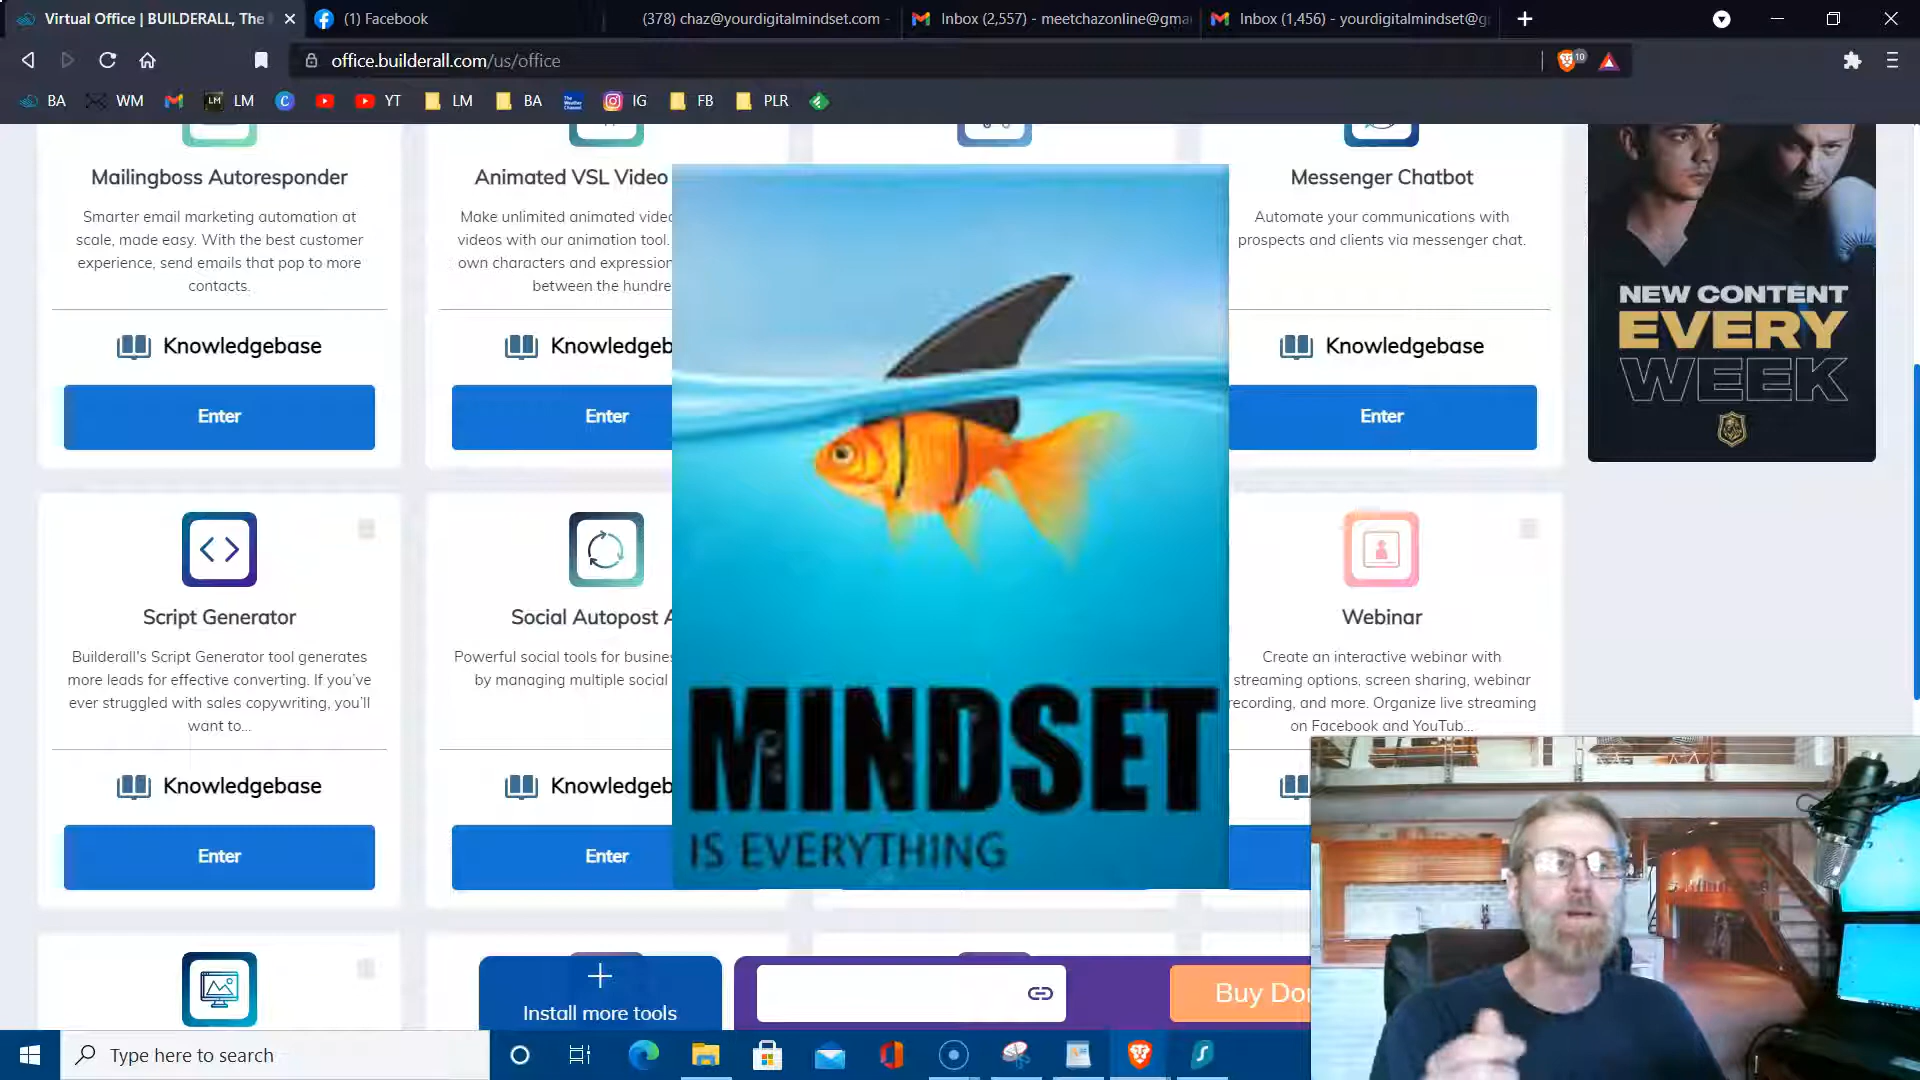 Virtual Office | BUILDERALL, The
(1) Facebook
(378) chaz@yourdigitalmindset.com -
Inbox (2,557) - meetchazonline@gma
Inbox (1,456) - yourdigitalmindset@g
office.builderall.com/us/office
10
BA
WM
LM
LM
YT
LM
BA
IG
FB
PLR
Mailingboss Autoresponder
Smarter email marketing automation at
scale, made easy. With the best customer
experience, send emails that pop to more
contacts.
Knowledgebase
Enter
Animated VSL Video
Make unlimited animated vide
videos with our animation tool.
own characters and expression
between the hundre
Knowledgeb
Enter
Messenger Chatbot
Automate your communications with
prospects and clients via messenger chat.
Knowledgebase
Enter
NEW CONTENT
EVERY
WEEK
MINDSET
IS EVERYTHING
Script Generator
Builderall's Script Generator tool generates
more leads for effective converting. If you've
ever struggled with sales copywriting, you'll
want to...
Knowledgebase
Enter
Social Autopost A
Powerful social tools for busine
by managing multiple social
Knowledgeb
Enter
Webinar
Create an interactive webinar with
streaming options, screen sharing, webinar
recording, and more. Organize live streaming
on Facebook and YouTub...
Install more tools
Buy Do
Type here to search